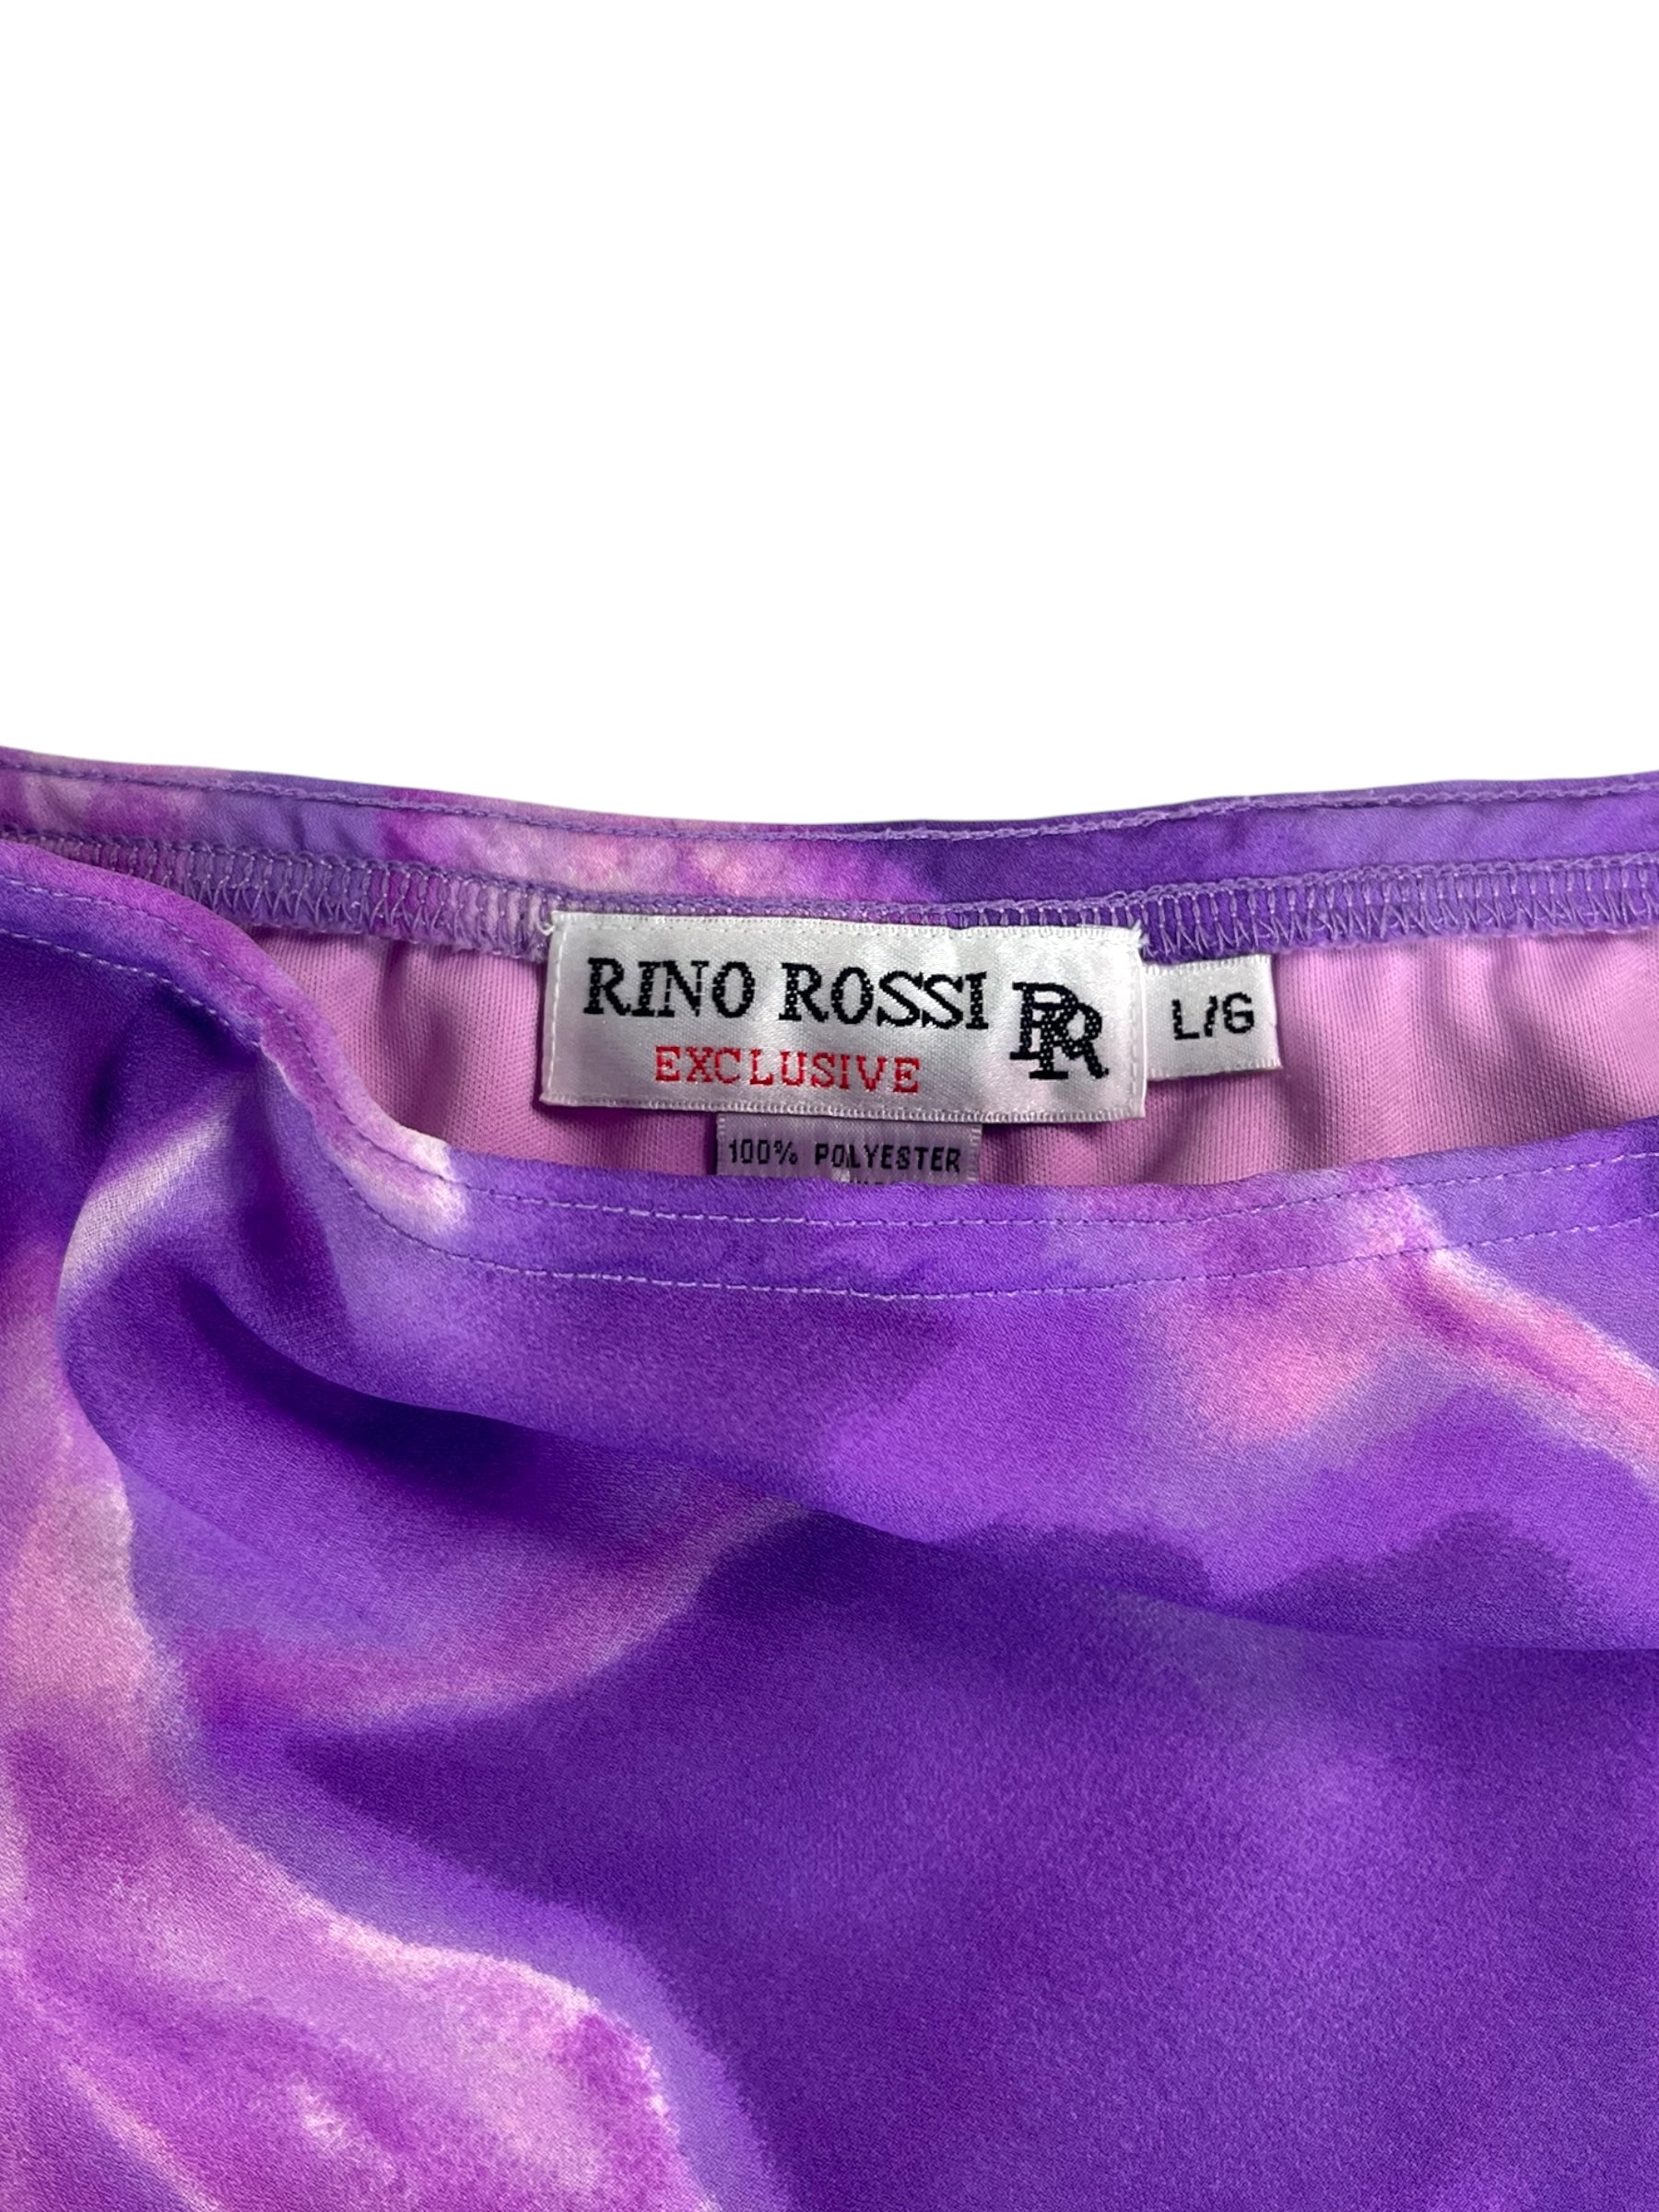 RINO ROSSI RR
EXCLUSIVE
L/G
100% POLYESTER